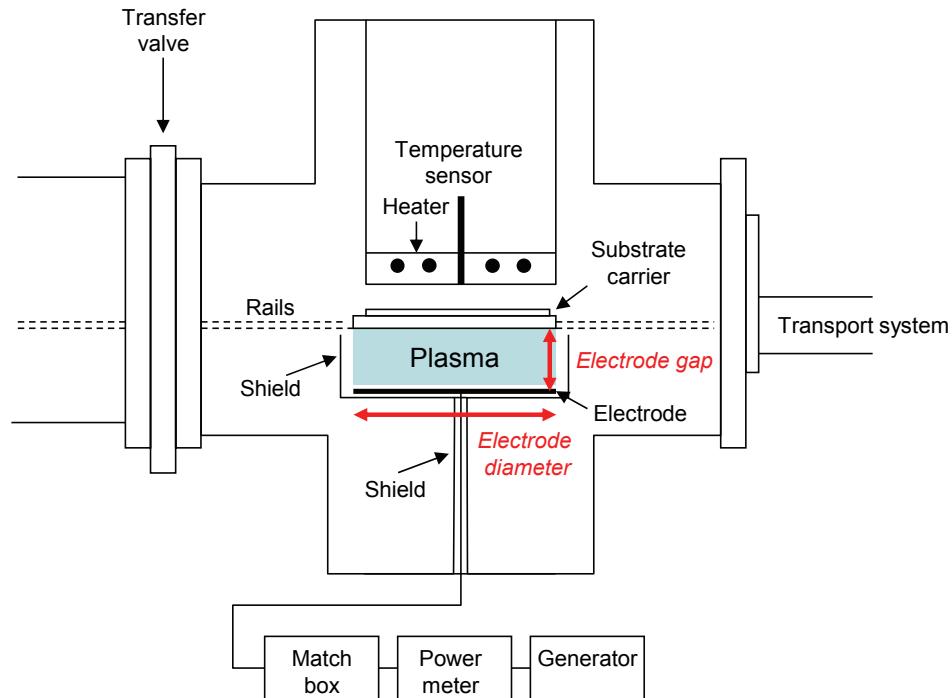 Transfer
valve
Temperature
sensor
Heater
Substrate
carrier
Rails
Transport system
Plasma
Electrode gap
Shield
Electrode
Electrode
diameter
Shield
Match
box
Power
meter
Generator